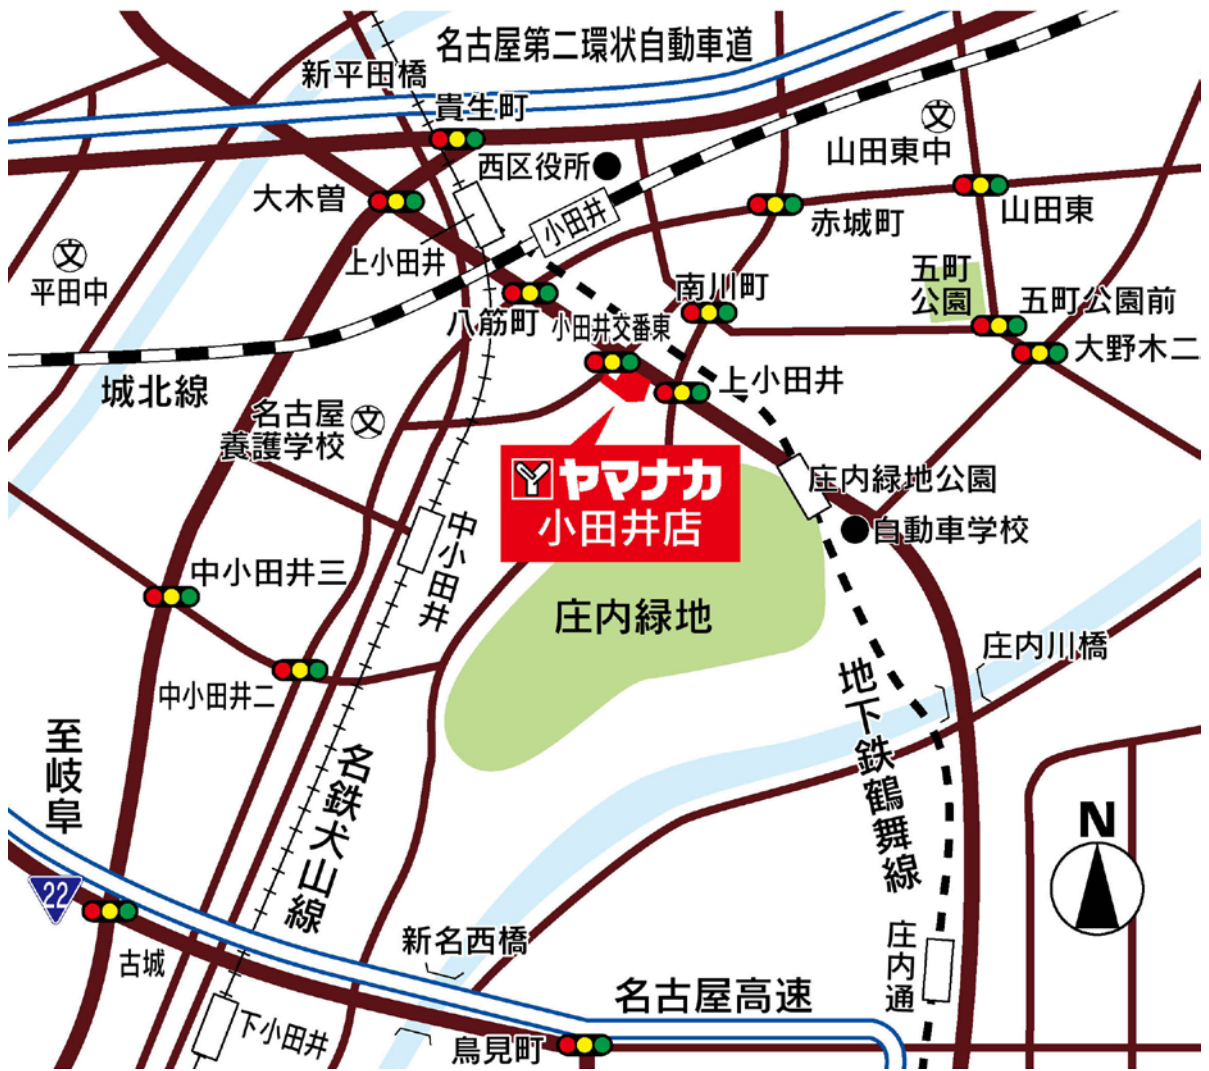 名古屋第二環状自動車道
新平田橋
貴生町
文
山田東中
西区役所
大木曽
山田東
赤城町
小田井
文
平田中
上小田井
五町
公園
南川町
五町公園前
八筋町
小田井交番東
大野木二
城北線
上小田井
名古屋
養護学校
文
ヤマナカ
小田井店
庄内緑地公園
自動車学校
中小田井
中小田井三
庄内緑地
庄内川橋
中小田井二
地下鉄鶴舞線
至岐阜
名鉄犬山線
N
22
新名西橋
庄内通
古城
名古屋高速
下小田井
鳥見町